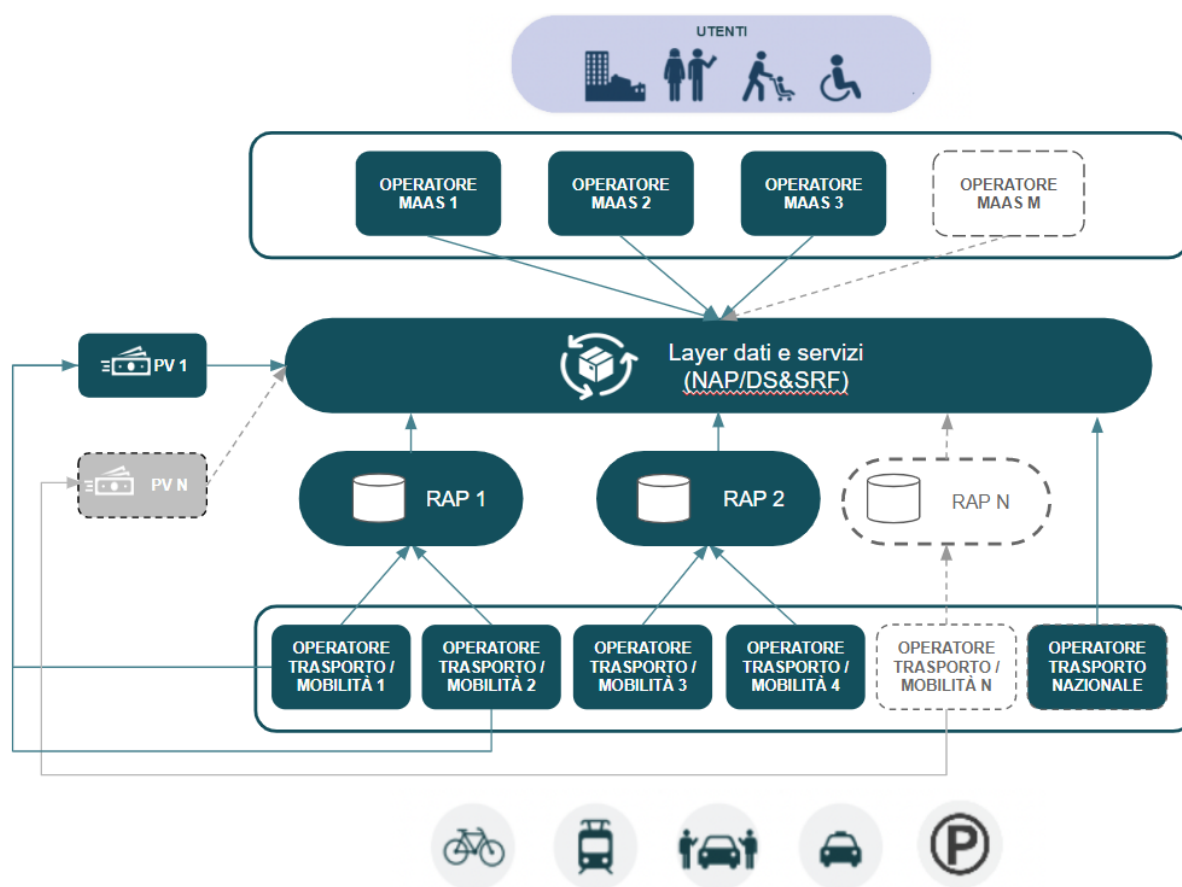 UTENTI
OPERATORE
MAAS 1
OPERATORE
MAAS 2
OPERATORE
MAAS 3
OPERATORE
MAAS M
PV 1
Layer dati e servizi
(NAP/DS&SRF)
PV N
RAP 1
RAP 2
RAP N
OPERATORE
TRASPORTO /
MOBILITÀ 1
OPERATORE
TRASPORTO /
MOBILITÀ 2
OPERATORE
TRASPORTO /
MOBILITÀ 3
OPERATORE
TRASPORTO /
MOBILITÀ 4
OPERATORE
TRASPORTO /
MOBILITÀ N
OPERATORE
TRASPORTO
NAZIONALE
P